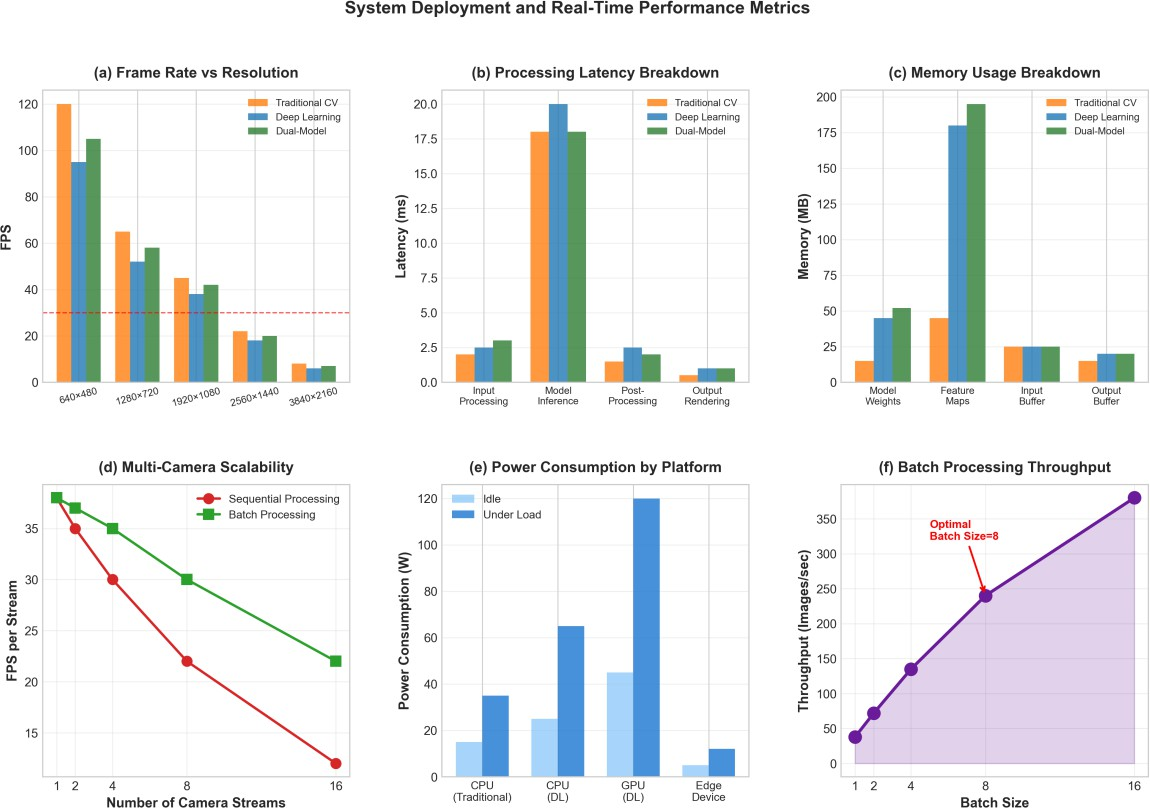 System Deployment and Real-Time Performance Metrics
(a) Frame Rate vs Resolution
FPS
120
100
80
60
40
20
0
Traditional CV
Deep Learning
Dual-Model
640×480
1280×720
1920×1080
2560×1440
3840×2160
(b) Processing Latency Breakdown
Latency (ms)
20.0
17.5
15.0
12.5
10.0
7.5
5.0
2.5
0.0
Traditional CV
Deep Learning
Dual-Model
Input
Processing
Model
Inference
Post-
Processing
Output
Rendering
(c) Memory Usage Breakdown
Memory (MB)
200
175
150
125
100
75
50
25
0
Traditional CV
Deep Learning
Dual-Model
Model
Weights
Feature
Maps
Input
Buffer
Output
Buffer
(d) Multi-Camera Scalability
FPS per Stream
35
30
25
20
15
Sequential Processing
Batch Processing
1
2
4
8
16
Number of Camera Streams
(e) Power Consumption by Platform
Power Consumption (W)
120
100
80
60
40
20
0
Idle
Under Load
CPU
(Traditional)
CPU
(DL)
GPU
(DL)
Edge
Device
(f) Batch Processing Throughput
Throughput (Images/sec)
350
300
250
200
150
100
50
0
Optimal
Batch Size=8
1
2
4
8
16
Batch Size